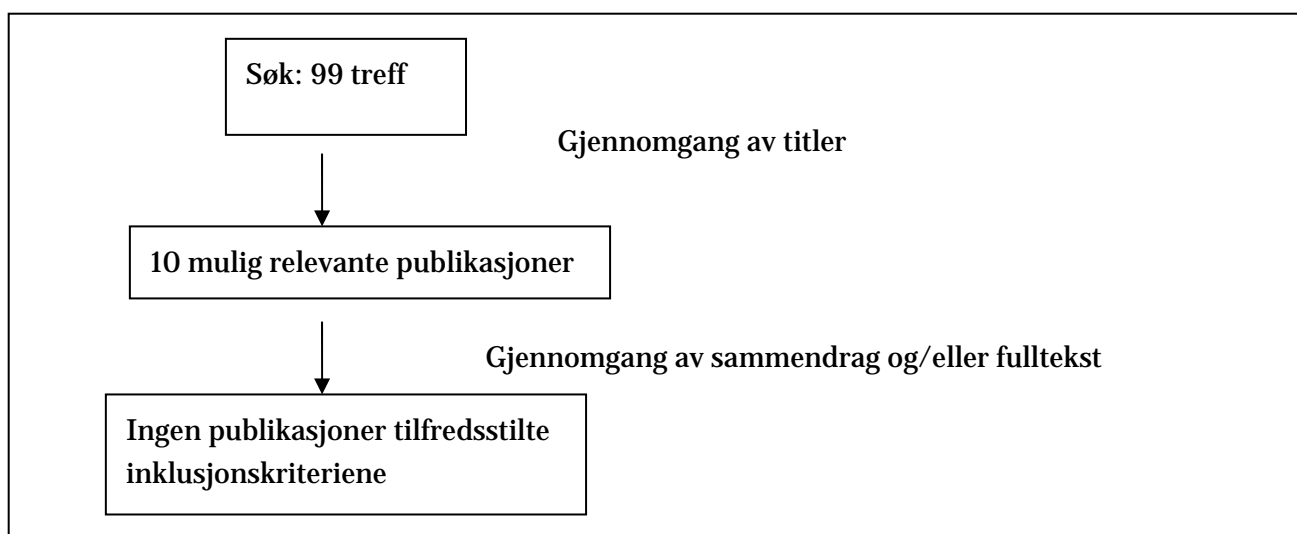 Søk: 99 treff
Gjennomgang av titler
10 mulig relevante publikasjoner
Gjennomgang av sammendrag og/eller fulltekst
Ingen publikasjoner tilfredsstilte
inklusjonskriteriene